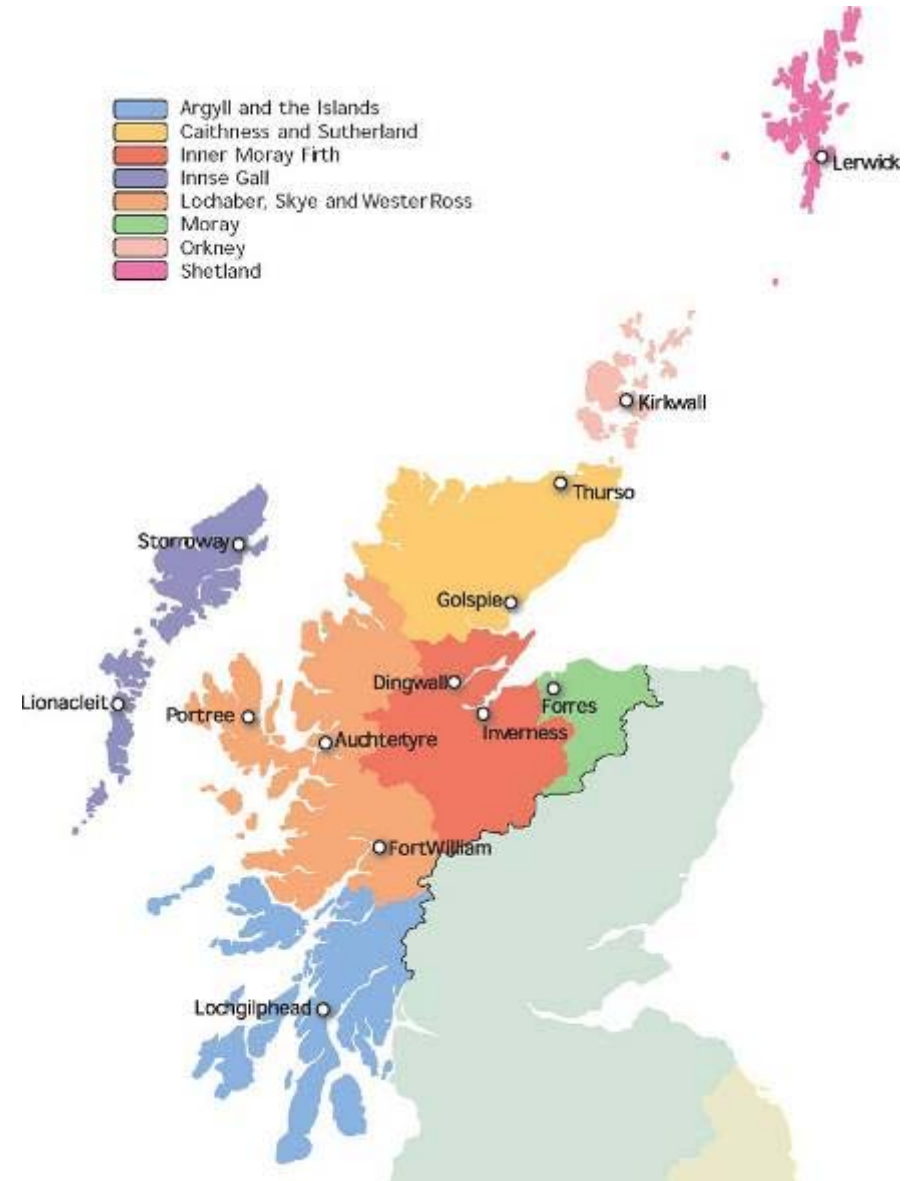 Argyll and the Islands
Caithness and Sutherland
Inner Moray Firth
Innse Gall
Lochaber, Skye and Wester Ross
Moray
Orkney
Shetland
Lerwick
Kirkwall
Thurso
Stornoway
Golspie
Dingwall
Lionacleit
Portree
Forres
Inverness
Auchtertyre
Fort William
Lochgilphead